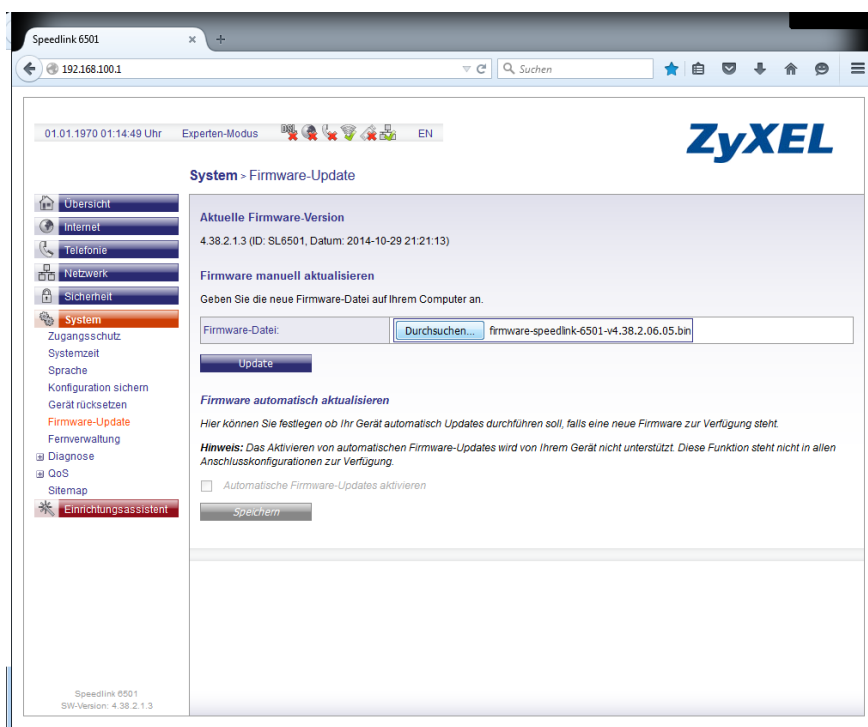 Speedlink 6501
192.168.100.1
Suchen
01.01.1970 01:14:49 Uhr Experten-Modus DSL EN
ZyXEL
System > Firmware-Update
Übersicht
Internet
Telefonie
Netzwerk
Sicherheit
System
Zugangsschutz
Systemzeit
Sprache
Konfiguration sichern
Gerät rücksetzen
Firmware-Update
Fernverwaltung
Diagnose
QoS
Sitemap
Einrichtungsassistent
Aktuelle Firmware-Version
4.38.2.1.3 (ID: SL6501, Datum: 2014-10-29 21:21:13)
Firmware manuell aktualisieren
Geben Sie die neue Firmware-Datei auf Ihrem Computer an.
Firmware-Datei: Durchsuchen... firmware-speedlink-6501-v4.38.2.06.05.bin
Update
Firmware automatisch aktualisieren
Hier können Sie festlegen ob Ihr Gerät automatisch Updates durchführen soll, falls eine neue Firmware zur Verfügung steht.
Hinweis: Das Aktivieren von automatischen Firmware-Updates wird von Ihrem Gerät nicht unterstützt. Diese Funktion steht nicht in allen
Anschlusskonfigurationen zur Verfügung.
Automatische Firmware-Updates aktivieren
Speichern
Speedlink 6501
SW-Version: 4.38.2.1.3